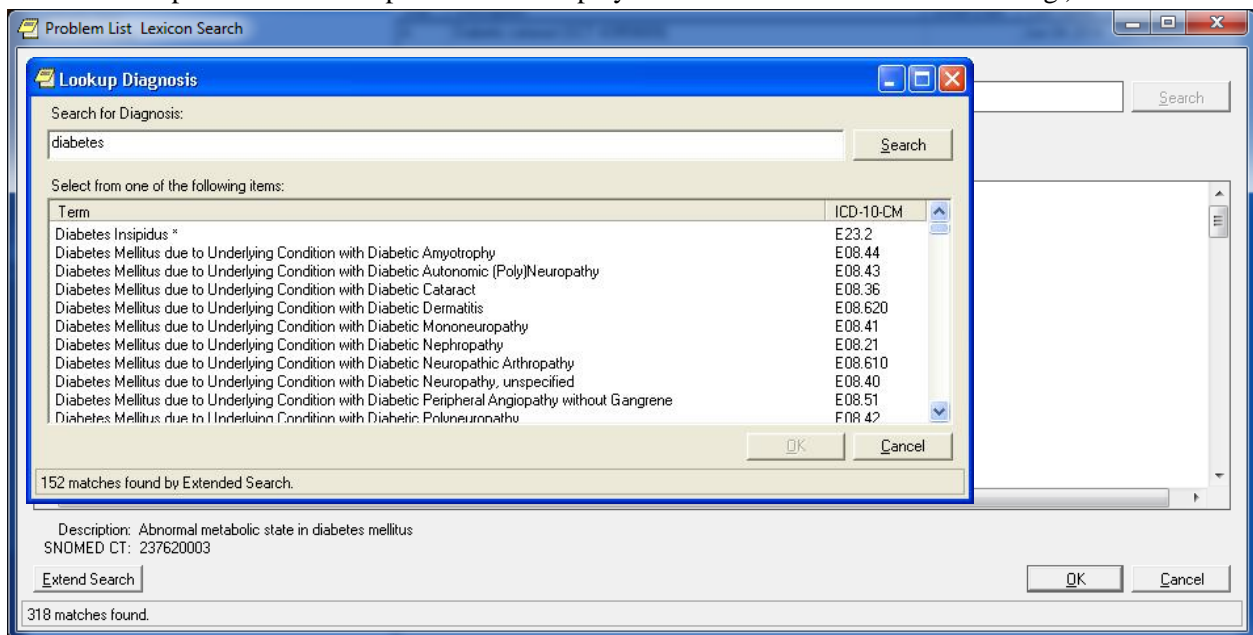 Problem List Lexicon Search
Search
Lookup Diagnosis
Search for Diagnosis:
diabetes
Search
Select from one of the following items:
Term ICD-10-CM
Diabetes Insipidus * E23.2
Diabetes Mellitus due to Underlying Condition with Diabetic Amyotrophy E08.44
Diabetes Mellitus due to Underlying Condition with Diabetic Autonomic (Poly)Neuropathy E08.43
Diabetes Mellitus due to Underlying Condition with Diabetic Cataract E08.36
Diabetes Mellitus due to Underlying Condition with Diabetic Dermatitis E08.620
Diabetes Mellitus due to Underlying Condition with Diabetic Mononeuropathy E08.41
Diabetes Mellitus due to Underlying Condition with Diabetic Nephropathy E08.21
Diabetes Mellitus due to Underlying Condition with Diabetic Neuropathic Arthropathy E08.610
Diabetes Mellitus due to Underlying Condition with Diabetic Neuropathy, unspecified E08.40
Diabetes Mellitus due to Underlying Condition with Diabetic Peripheral Angiopathy without Gangrene E08.51
Diabetes Mellitus due to Underlying Condition with Diabetic Polyneuropathy E08.42
OK Cancel
152 matches found by Extended Search.
Description: Abnormal metabolic state in diabetes mellitus
SNOMED CT: 237620003
Extend Search OK Cancel
318 matches found.